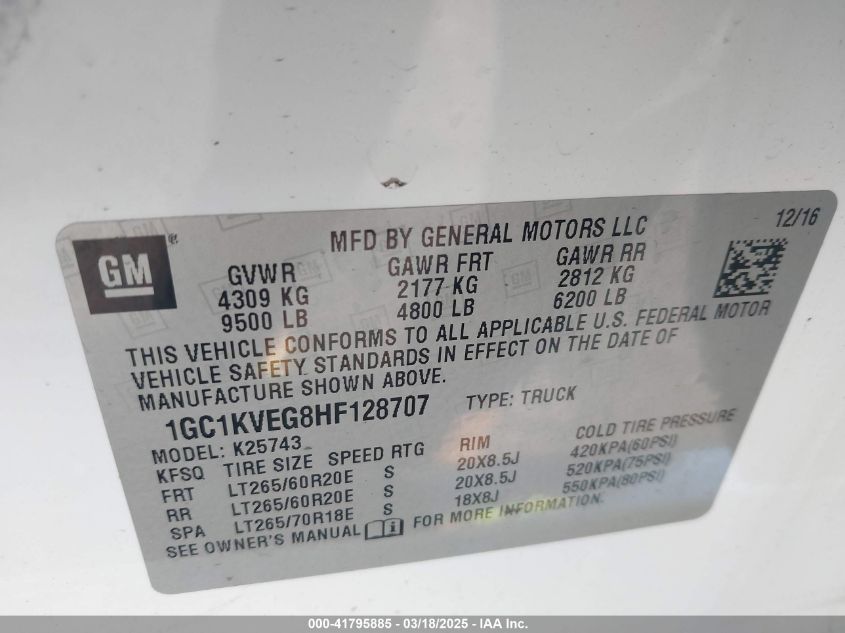 GM
®
MFD BY GENERAL MOTORS LLC
12/16
GVWR GAWR FRT GAWR RR
4309 KG 2177 KG 2812 KG
9500 LB 4800 LB 6200 LB
THIS VEHICLE CONFORMS TO ALL APPLICABLE U.S. FEDERAL MOTOR
VEHICLE SAFETY STANDARDS IN EFFECT ON THE DATE OF
MANUFACTURE SHOWN ABOVE.
1GC1KVEG8HF128707 TYPE: TRUCK
MODEL: K25743
KFSQ TIRE SIZE SPEED RTG RIM COLD TIRE PRESSURE
FRT LT265/60R20E S 20X8.5J 420KPA(60PSI)
RR LT265/60R20E S 20X8.5J 520KPA(75PSI)
SPA LT265/70R18E S 18X8J 550KPA(80PSI)
SEE OWNER'S MANUAL FOR MORE INFORMATION.
000-41795885 - 03/18/2025 - IAA Inc.